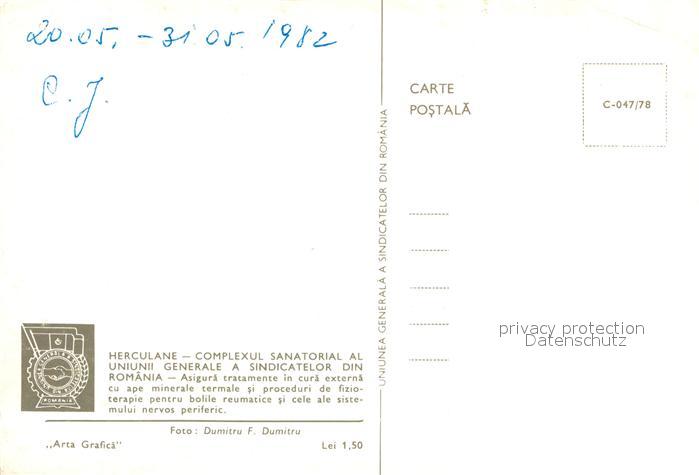 20.05. – 31.05. 1982
C. J.
CARTE
POȘTALĂ
C-047/78
UNIUNEA GENERALĂ A SINDICATELOR DIN ROMÂNIA
privacy protection
Datenschutz
HERCULANE — COMPLEXUL SANATORIAL AL
UNIUNII GENERALE A SINDICATELOR DIN
ROMÂNIA — Asigură tratamente în cură externă
cu ape minerale termale și proceduri de fizio-
terapie pentru bolile reumatice și cele ale siste-
mului nervos periferic.
ROMANIA
Foto : Dumitru F. Dumitru
„Arta Grafică"
Lei 1,50